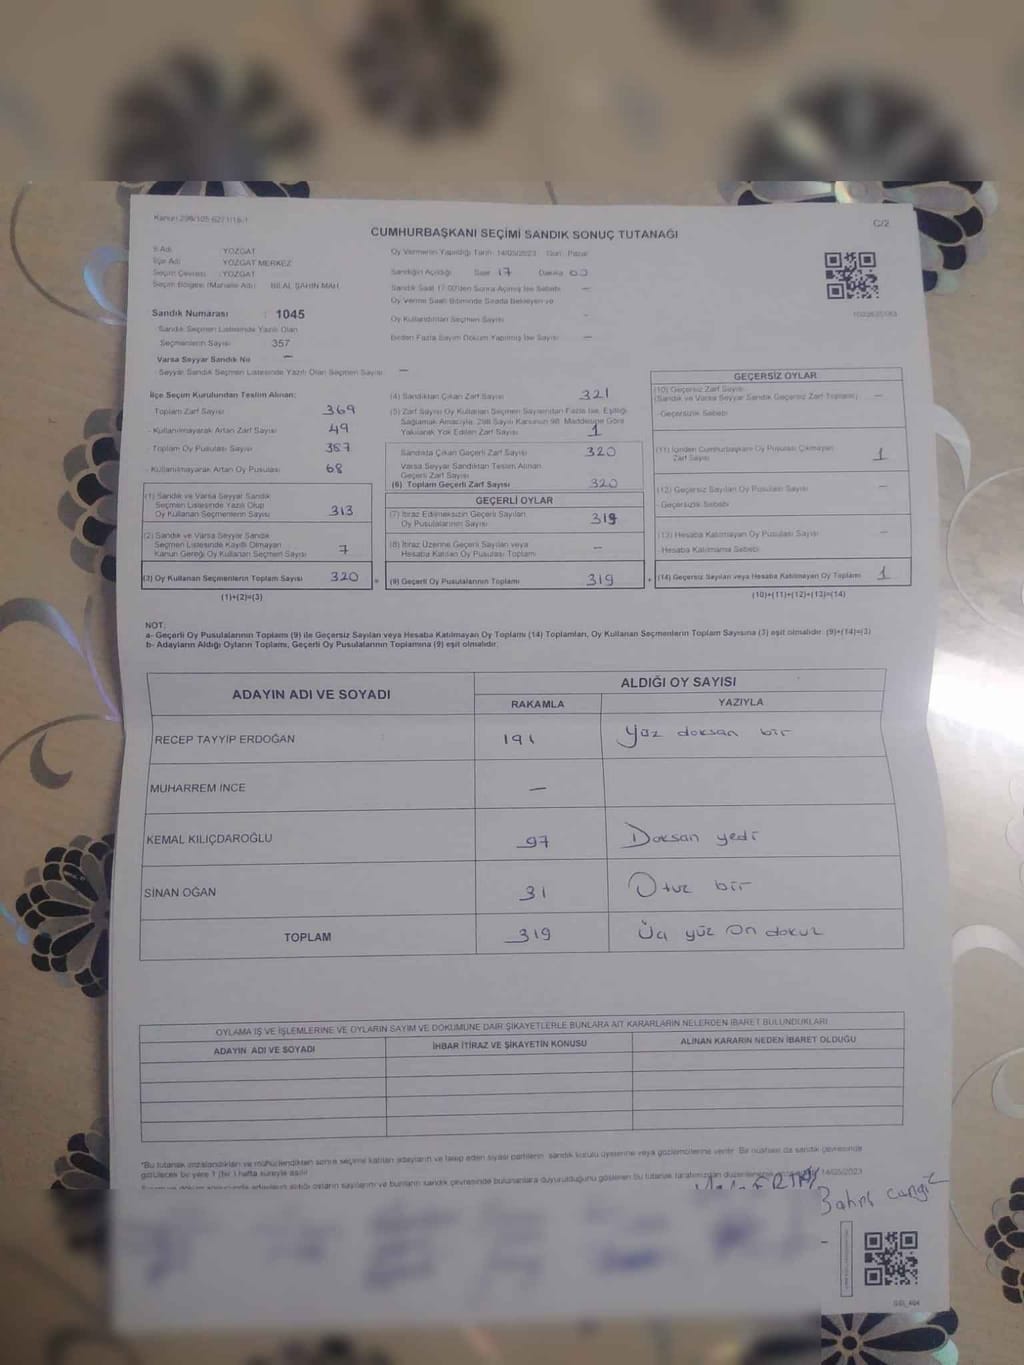 Kanun 298/105-6271/18-1
C/2
CUMHURBAŞKANI SEÇİMİ SANDIK SONUÇ TUTANAĞI
İl Adı : YOZGAT
İlçe Adı : YOZGAT MERKEZ
Seçim Çevresi : YOZGAT
Seçim Bölgesi (Mahalle Adı) : BİLAL ŞAHİN MAH.
Oy Vermenin Yapıldığı Tarih 14/05/2023 Gün: Pazar
Sandığın Açıldığı Saat 17 Dakika
Sandık Saat 17:00'den Sonra Açılmış İse Sebebi —
Oy Verme Saati Bitiminde Sırada Bekleyen ve
Oy Kullandırılan Seçmen Sayısı -
Birden Fazla Sayım Döküm Yapılmış İse Sayısı —
Sandık Numarası : 1045
Sandık Seçmen Listesinde Yazılı Olan
Seçmenlerin Sayısı 357
Varsa Seyyar Sandık No —
Seyyar Sandık Seçmen Listesinde Yazılı Olan Seçmen Sayısı —
İlçe Seçim Kurulundan Teslim Alınan;
Toplam Zarf Sayısı 369
- Kullanılmayarak Artan Zarf Sayısı 49
Toplam Oy Pusulası Sayısı
- Kullanılmayarak Artan Oy Pusulası 68
(1) Sandık ve Varsa Seyyar Sandık
Seçmen Listesinde Yazılı Olup
Oy Kullanan Seçmenlerin Sayısı 313
(2) Sandık ve Varsa Seyyar Sandık
Seçmen Listesinde Kayıtlı Olmayan
Kanun Gereği Oy Kullanan Seçmen Sayısı 7
(3) Oy Kullanan Seçmenlerin Toplam Sayısı 320
(1)+(2)=(3)
(4) Sandıktan Çıkan Zarf Sayısı 321
(5) Zarf Sayısı Oy Kullanan Seçmen Sayısından Fazla İse, Eşitliği
Sağlamak Amacıyla, 298 Sayılı Kanunun 98. Maddesine Göre
Yakılarak Yok Edilen Zarf Sayısı 1
Sandıkta Çıkan Geçerli Zarf Sayısı 320
Varsa Seyyar Sandıktan Teslim Alınan
Geçerli Zarf Sayısı
(6) Toplam Geçerli Zarf Sayısı 320
GEÇERLİ OYLAR
(7) İtiraz Edilmeksizin Geçerli Sayılan
Oy Pusulalarının Sayısı 319
(8) İtiraz Üzerine Geçerli Sayılan veya
Hesaba Katılan Oy Pusulası Toplamı —
= (9) Geçerli Oy Pusulalarının Toplamı 319
GEÇERSİZ OYLAR
(10) Geçersiz Zarf Sayısı
(Sandık ve Varsa Seyyar Sandık Geçersiz Zarf Toplamı) —
- Geçersizlik Sebebi
(11) İçinden Cumhurbaşkanı Oy Pusulası Çıkmayan
Zarf Sayısı 1
(12) Geçersiz Sayılan Oy Pusulası Sayısı —
- Geçersizlik Sebebi
(13) Hesaba Katılmayan Oy Pusulası Sayısı —
- Hesaba Katılmama Sebebi
+ (14) Geçersiz Sayılan veya Hesaba Katılmayan Oy Toplamı 1
(10)+(11)+(12)+(13)=(14)
NOT:
a- Geçerli Oy Pusulalarının Toplamı (9) ile Geçersiz Sayılan veya Hesaba Katılmayan Oy Toplamı (14) Toplamları, Oy Kullanan Seçmenlerin Toplam Sayısına (3) eşit olmalıdır. (9)+(14)=(3)
b- Adayların Aldığı Oyların Toplamı, Geçerli Oy Pusulalarının Toplamına (9) eşit olmalıdır.
ADAYIN ADI VE SOYADI
ALDIĞI OY SAYISI
RAKAMLA YAZIYLA
RECEP TAYYİP ERDOĞAN 191 Yüz doksan bir
MUHARREM İNCE —
KEMAL KILIÇDAROĞLU 97 Doksan yedi
SİNAN OĞAN 31 Otuz bir
TOPLAM 319 Üç yüz on dokuz
OYLAMA İŞ VE İŞLEMLERİNE VE OYLARIN SAYIM VE DÖKÜMÜNE DAİR ŞİKAYETLERLE BUNLARA AİT KARARLARIN NELERDEN İBARET BULUNDUKLARI
ADAYIN ADI VE SOYADI İHBAR İTİRAZ VE ŞİKAYETİN KONUSU ALINAN KARARIN NEDEN İBARET OLDUĞU
*Bu tutanak imzalandıktan ve mühürlendikten sonra seçime katılan adayların ve talep eden siyasi partilerin sandık kurulu üyelerine veya gözlemcilerine verilir. Bir nüshası da sandık çevresinde
görülecek bir yere 1 (bir) hafta süreyle asılır.
bu tutanak tarafımızdan 14/05/2023